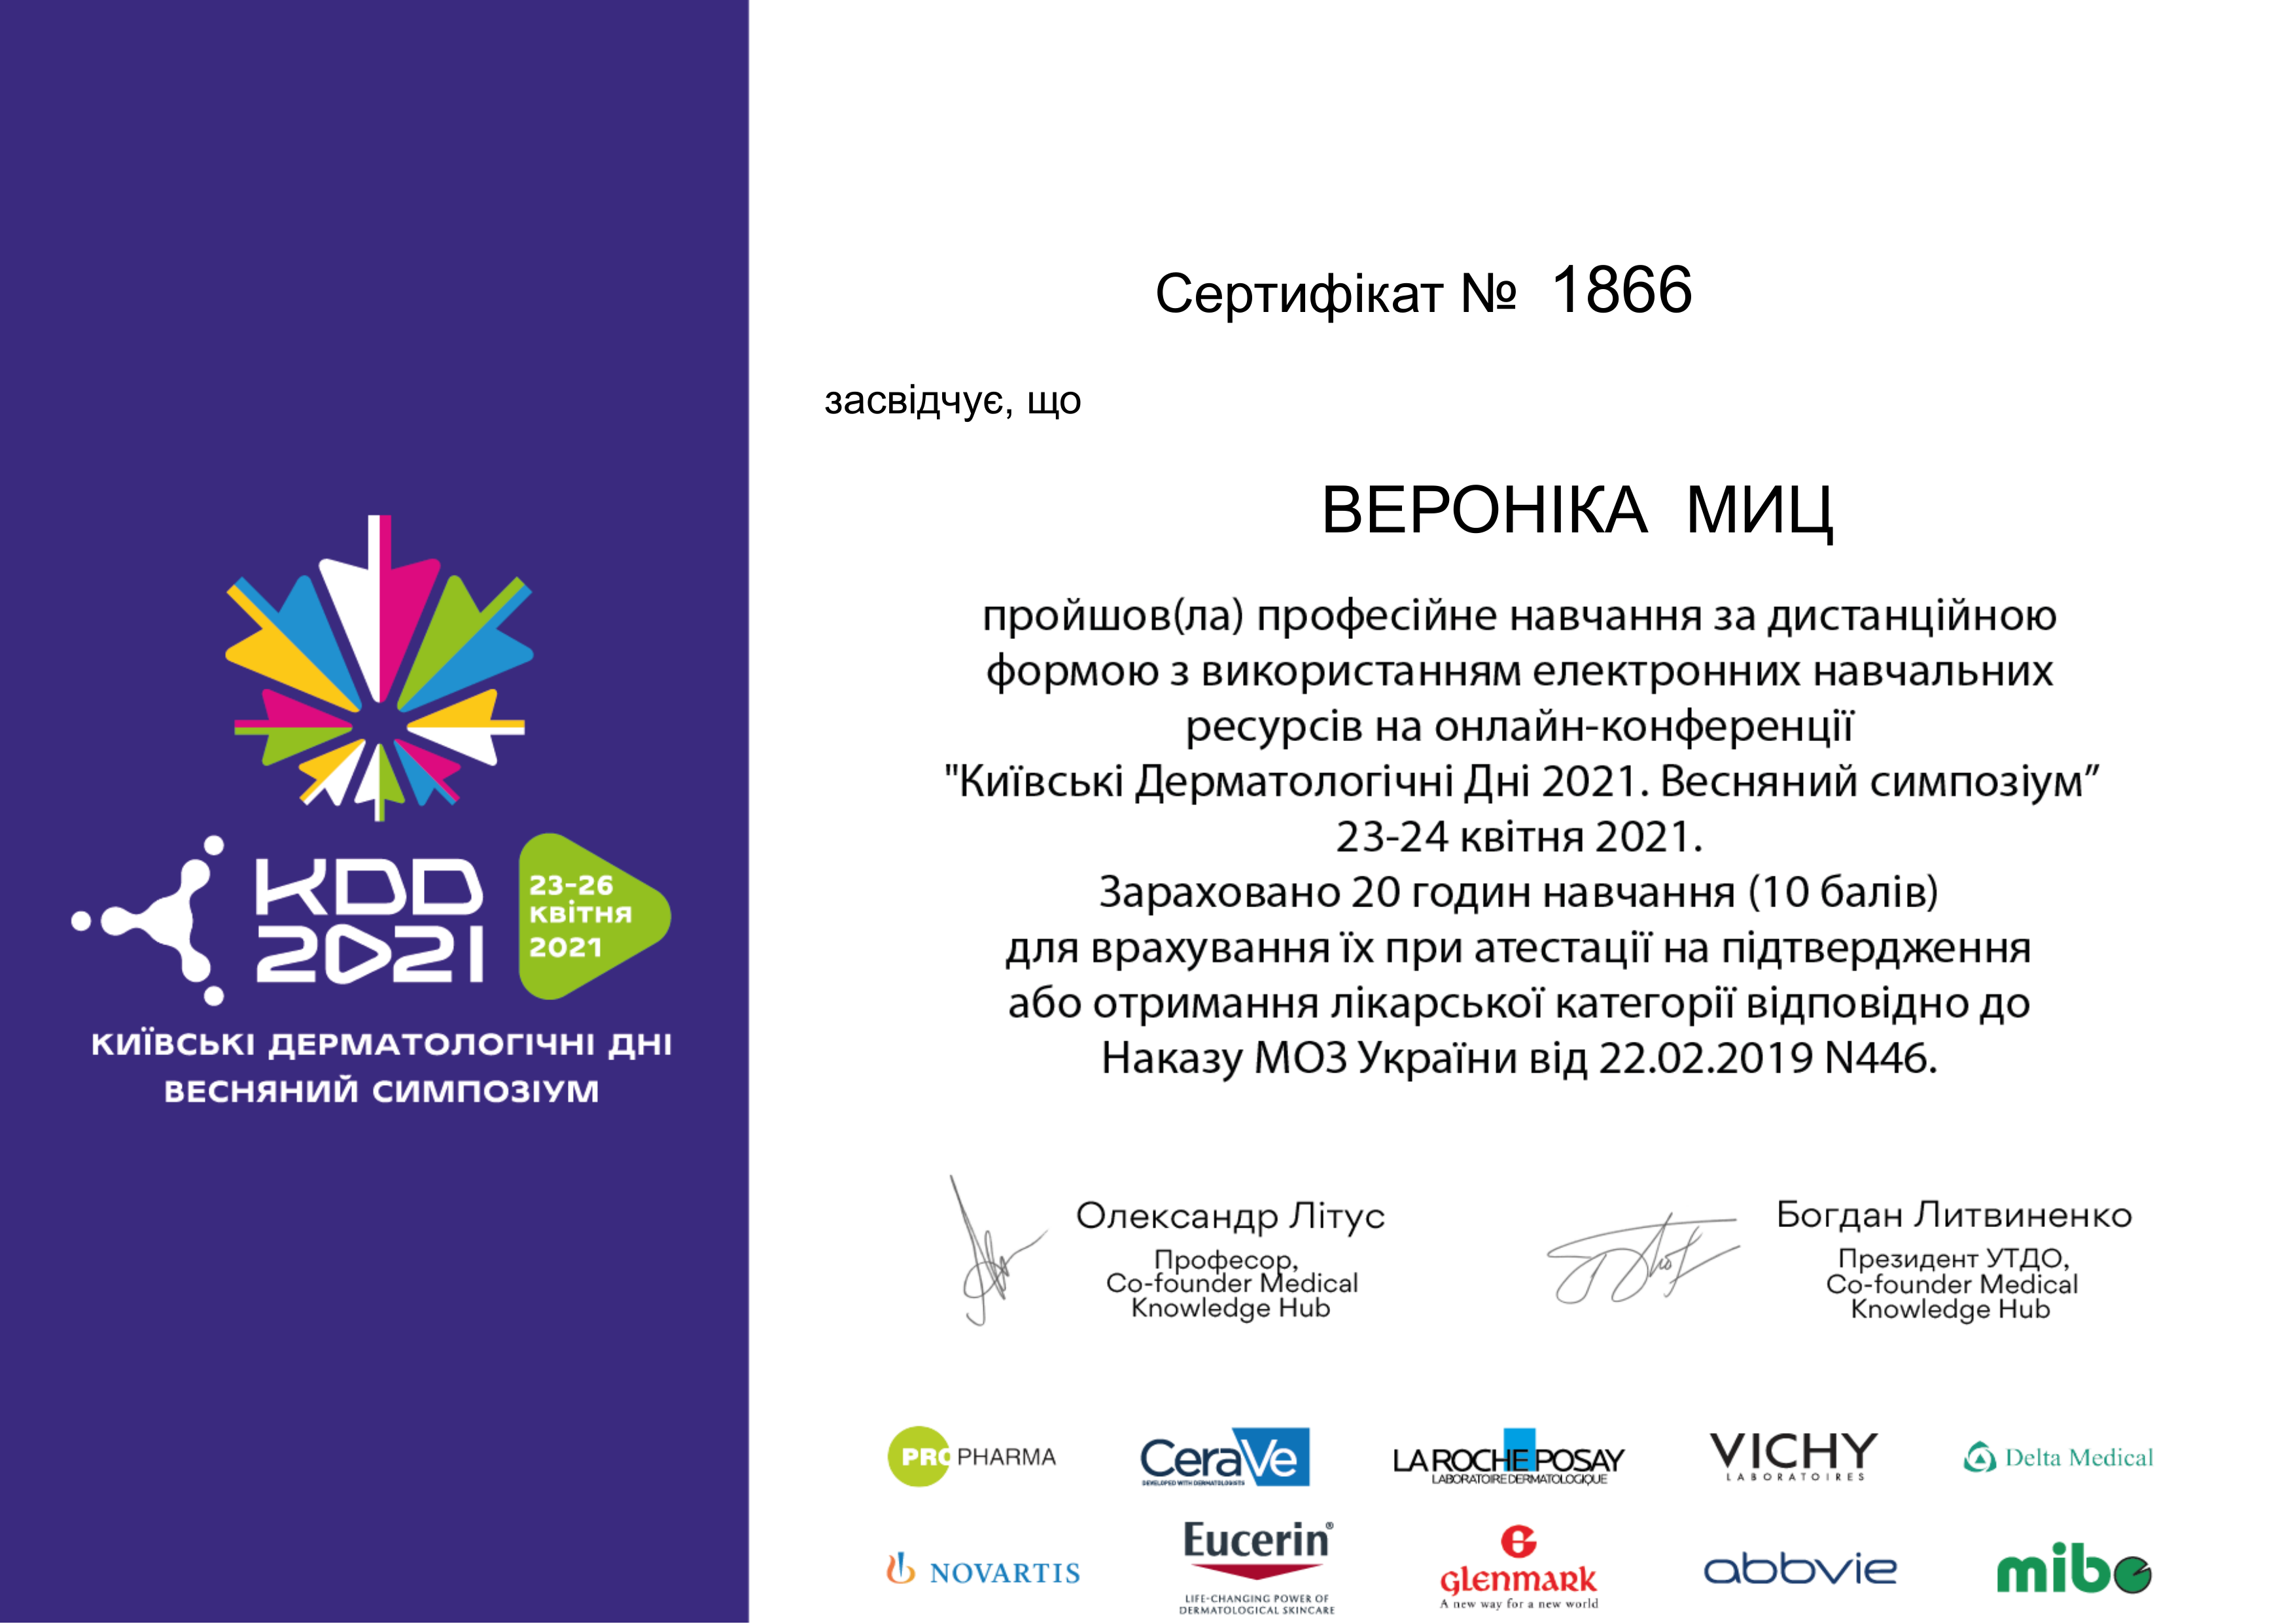 Сертифікат № 1866
засвідчує, що
ВЕРОНІКА МИЦ
пройшов(ла) професійне навчання за дистанційною
формою з використанням електронних навчальних
ресурсів на онлайн-конференції
"Київські Дерматологічні Дні 2021. Весняний симпозіум”
23-24 квітня 2021.
Зараховано 20 годин навчання (10 балів)
для врахування їх при атестації на підтвердження
або отримання лікарської категорії відповідно до
Наказу МОЗ України від 22.02.2019 N446.
KDD
2021
23-26
квітня
2021
КИЇВСЬКІ ДЕРМАТОЛОГІЧНІ ДНІ
ВЕСНЯНИЙ СИМПОЗІУМ
Олександр Літус
Професор,
Co-founder Medical
Knowledge Hub
Богдан Литвиненко
Президент УТДО,
Co-founder Medical
Knowledge Hub
PROPHARMA
CeraVe
DEVELOPED WITH DERMATOLOGISTS
LA ROCHE POSAY
LABORATOIRE DERMATOLOGIQUE
VICHY
LABORATOIRES
Delta Medical
NOVARTIS
Eucerin®
LIFE-CHANGING POWER OF
DERMATOLOGICAL SKINCARE
glenmark
A new way for a new world
abbvie
mibe